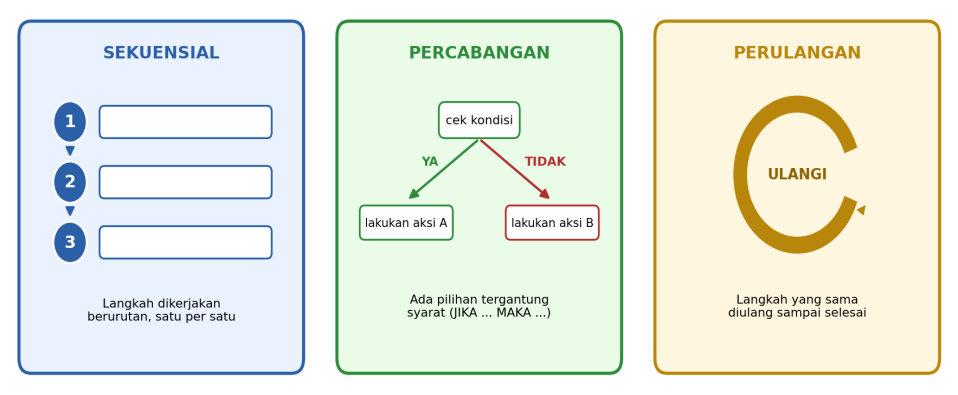 SEKUENSIAL
1
2
3
Langkah dikerjakan
berurutan, satu per satu
PERCABANGAN
cek kondisi
YA
TIDAK
lakukan aksi A
lakukan aksi B
Ada pilihan tergantung
syarat (JIKA ... MAKA ...)
PERULANGAN
ULANGI
Langkah yang sama
diulang sampai selesai